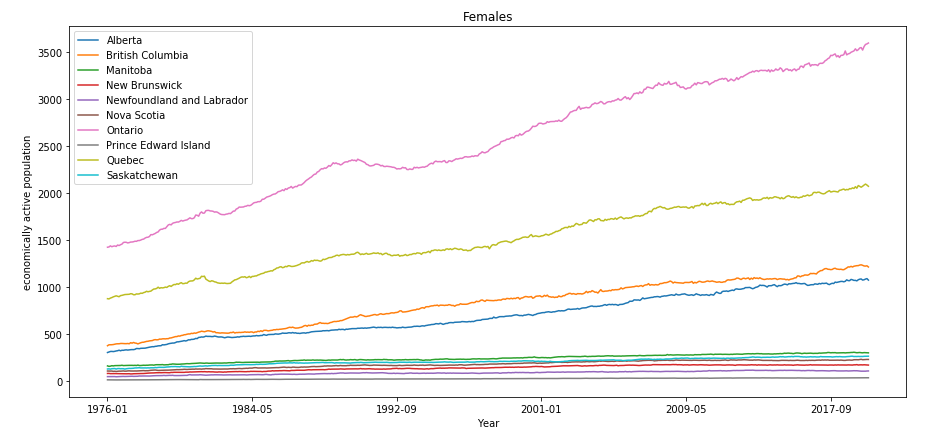 Females
economically active population
3500
3000
2500
2000
1500
1000
500
0
Alberta
British Columbia
Manitoba
New Brunswick
Newfoundland and Labrador
Nova Scotia
Ontario
Prince Edward Island
Quebec
Saskatchewan
1976-01 1984-05 1992-09 2001-01 2009-05 2017-09
Year